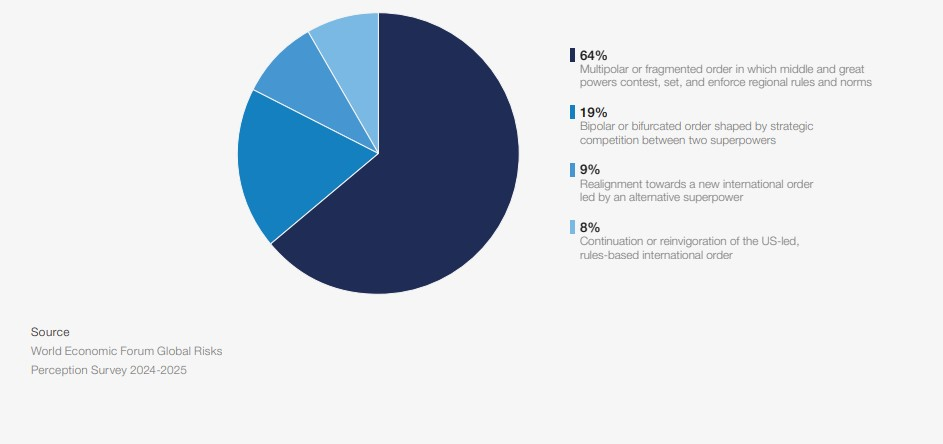 64%
Multipolar or fragmented order in which middle and great
powers contest, set, and enforce regional rules and norms
19%
Bipolar or bifurcated order shaped by strategic
competition between two superpowers
9%
Realignment towards a new international order
led by an alternative superpower
8%
Continuation or reinvigoration of the US-led,
rules-based international order
Source
World Economic Forum Global Risks
Perception Survey 2024-2025